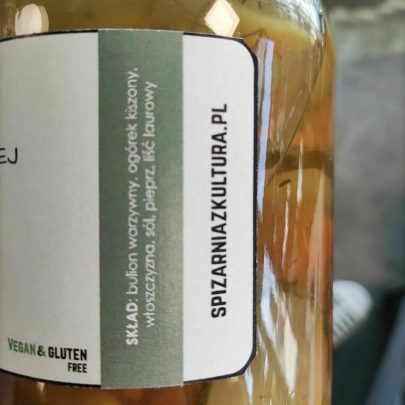 EJ
VEGAN & GLUTEN
FREE
SKŁAD: bulion warzywny, ogórek kiszony,
włoszczyzna, sól, pieprz, liść laurowy
SPIZARNIAZKULTURA.PL